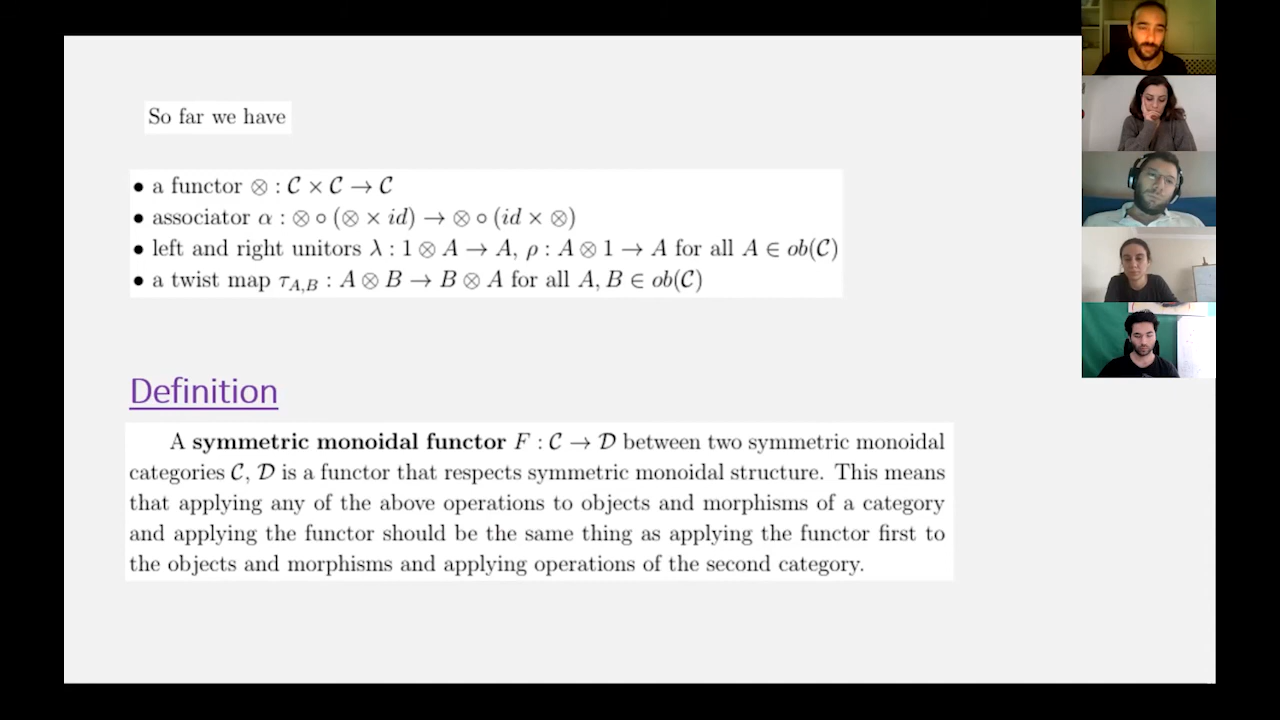 So far we have
• a functor ⊗ : 𝒞 × 𝒞 → 𝒞
• associator α : ⊗ ∘ (⊗ × id) → ⊗ ∘ (id × ⊗)
• left and right unitors λ : 1 ⊗ A → A, ρ : A ⊗ 1 → A for all A ∈ ob(𝒞)
• a twist map τ_{A,B} : A ⊗ B → B ⊗ A for all A, B ∈ ob(𝒞)
Definition
A symmetric monoidal functor F : 𝒞 → 𝒟 between two symmetric monoidal
categories 𝒞, 𝒟 is a functor that respects symmetric monoidal structure. This means
that applying any of the above operations to objects and morphisms of a category
and applying the functor should be the same thing as applying the functor first to
the objects and morphisms and applying operations of the second category.